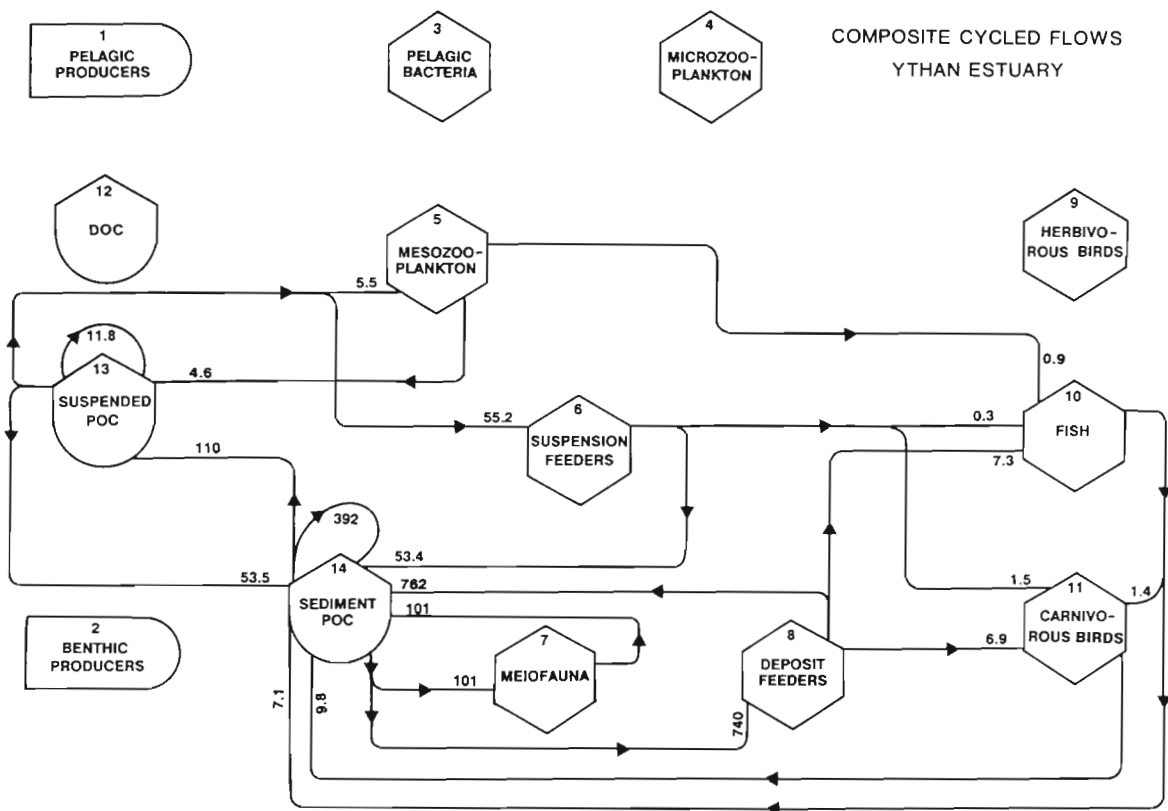 COMPOSITE CYCLED FLOWS
YTHAN ESTUARY
1
PELAGIC
PRODUCERS
3
PELAGIC
BACTERIA
4
MICROZOO-
PLANKTON
12
DOC
5
MESOZOO-
PLANKTON
9
HERBIVO-
ROUS BIRDS
5.5
11.8
13
SUSPENDED
POC
4.6
0.9
6
SUSPENSION
FEEDERS
55.2
10
FISH
0.3
7.3
110
392
14
SEDIMENT
POC
53.4
53.5
762
101
1.5
11
CARNIVO-
ROUS BIRDS
1.4
2
BENTHIC
PRODUCERS
7
MEIOFAUNA
101
8
DEPOSIT
FEEDERS
6.9
7.1
9.8
740